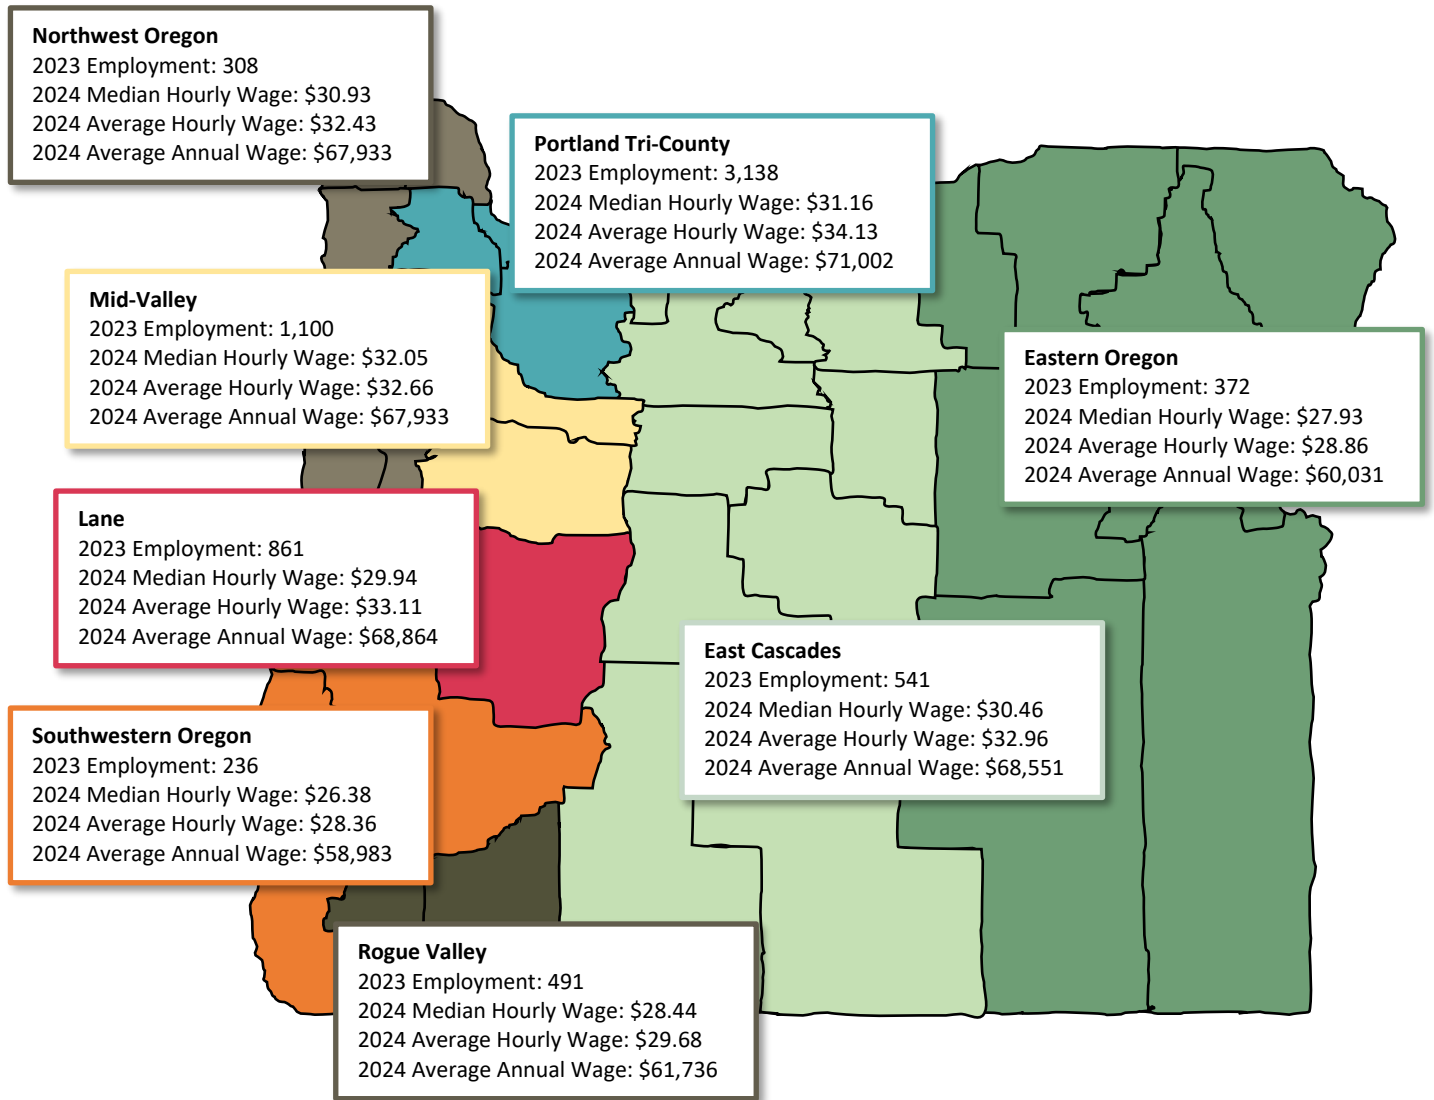 Northwest Oregon
2023 Employment: 308
2024 Median Hourly Wage: $30.93
2024 Average Hourly Wage: $32.43
2024 Average Annual Wage: $67,933
Portland Tri-County
2023 Employment: 3,138
2024 Median Hourly Wage: $31.16
2024 Average Hourly Wage: $34.13
2024 Average Annual Wage: $71,002
Mid-Valley
2023 Employment: 1,100
2024 Median Hourly Wage: $32.05
2024 Average Hourly Wage: $32.66
2024 Average Annual Wage: $67,933
Eastern Oregon
2023 Employment: 372
2024 Median Hourly Wage: $27.93
2024 Average Hourly Wage: $28.86
2024 Average Annual Wage: $60,031
Lane
2023 Employment: 861
2024 Median Hourly Wage: $29.94
2024 Average Hourly Wage: $33.11
2024 Average Annual Wage: $68,864
East Cascades
2023 Employment: 541
2024 Median Hourly Wage: $30.46
2024 Average Hourly Wage: $32.96
2024 Average Annual Wage: $68,551
Southwestern Oregon
2023 Employment: 236
2024 Median Hourly Wage: $26.38
2024 Average Hourly Wage: $28.36
2024 Average Annual Wage: $58,983
Rogue Valley
2023 Employment: 491
2024 Median Hourly Wage: $28.44
2024 Average Hourly Wage: $29.68
2024 Average Annual Wage: $61,736